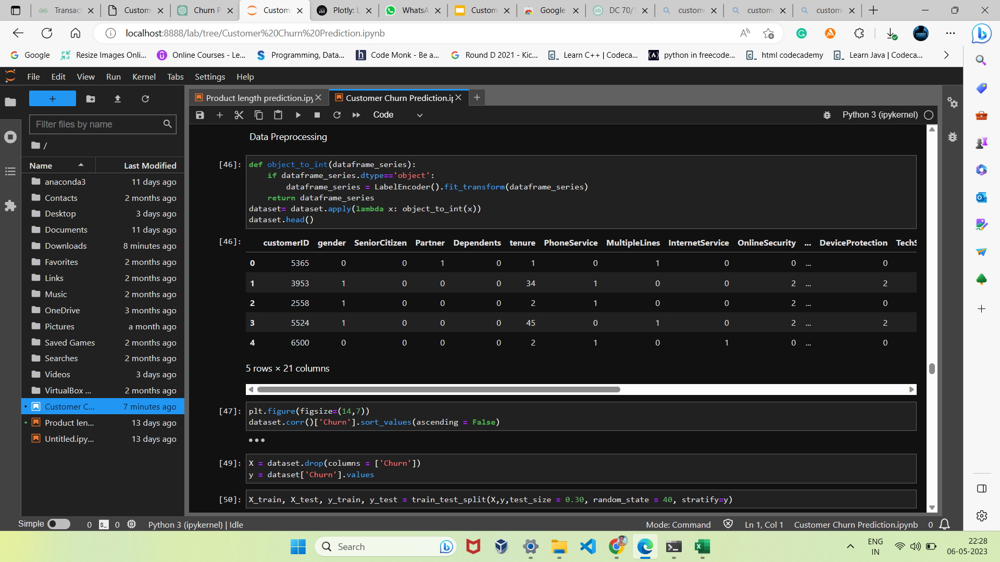 Transact
Custom
Churn P
Custom
Plotly: L
WhatsA
Custom
Google
DC 70/1
custom
custom
custom
localhost:8888/lab/tree/Customer%20Churn%20Prediction.ipynb
Google
Resize Images Onli...
Online Courses - Le...
Programming, Data...
Code Monk - Be a...
Round D 2021 - Kic...
Learn C++ | Codeca...
python in freecode...
html codecademy
Learn Java | Codeca...
File Edit View Run Kernel Tabs Settings Help
Product length prediction.ipy
Customer Churn Prediction.ip
Code
Python 3 (ipykernel)
Filter files by name
/
Name Last Modified
anaconda3 11 days ago
Contacts 2 months ago
Desktop 3 days ago
Documents 11 days ago
Downloads 8 minutes ago
Favorites 2 months ago
Links 2 months ago
Music 2 months ago
OneDrive 3 months ago
Pictures a month ago
Saved Games 2 months ago
Searches 2 months ago
Videos 3 days ago
VirtualBox ... 2 months ago
Customer C... 7 minutes ago
Product len... 13 days ago
Untitled.ipy... 13 days ago
Data Preprocessing
[46]: def object_to_int(dataframe_series):
if dataframe_series.dtype=='object':
dataframe_series = LabelEncoder().fit_transform(dataframe_series)
return dataframe_series
dataset= dataset.apply(lambda x: object_to_int(x))
dataset.head()
[46]: customerID gender SeniorCitizen Partner Dependents tenure PhoneService MultipleLines InternetService OnlineSecurity ... DeviceProtection TechS
0 5365 0 0 1 0 1 0 1 0 0 ... 0
1 3953 1 0 0 0 34 1 0 0 2 ... 2
2 2558 1 0 0 0 2 1 0 0 2 ... 0
3 5524 1 0 0 0 45 0 1 0 2 ... 2
4 6500 0 0 0 0 2 1 0 1 0 ... 0
5 rows × 21 columns
[47]: plt.figure(figsize=(14,7))
dataset.corr()['Churn'].sort_values(ascending = False)
[49]: X = dataset.drop(columns = ['Churn'])
y = dataset['Churn'].values
[50]: X_train, X_test, y_train, y_test = train_test_split(X,y,test_size = 0.30, random_state = 40, stratify=y)
Simple 0 0 Python 3 (ipykernel) | Idle Mode: Command Ln 1, Col 1 Customer Churn Prediction.ipynb 0
Search
ENG
IN
22:28
06-05-2023